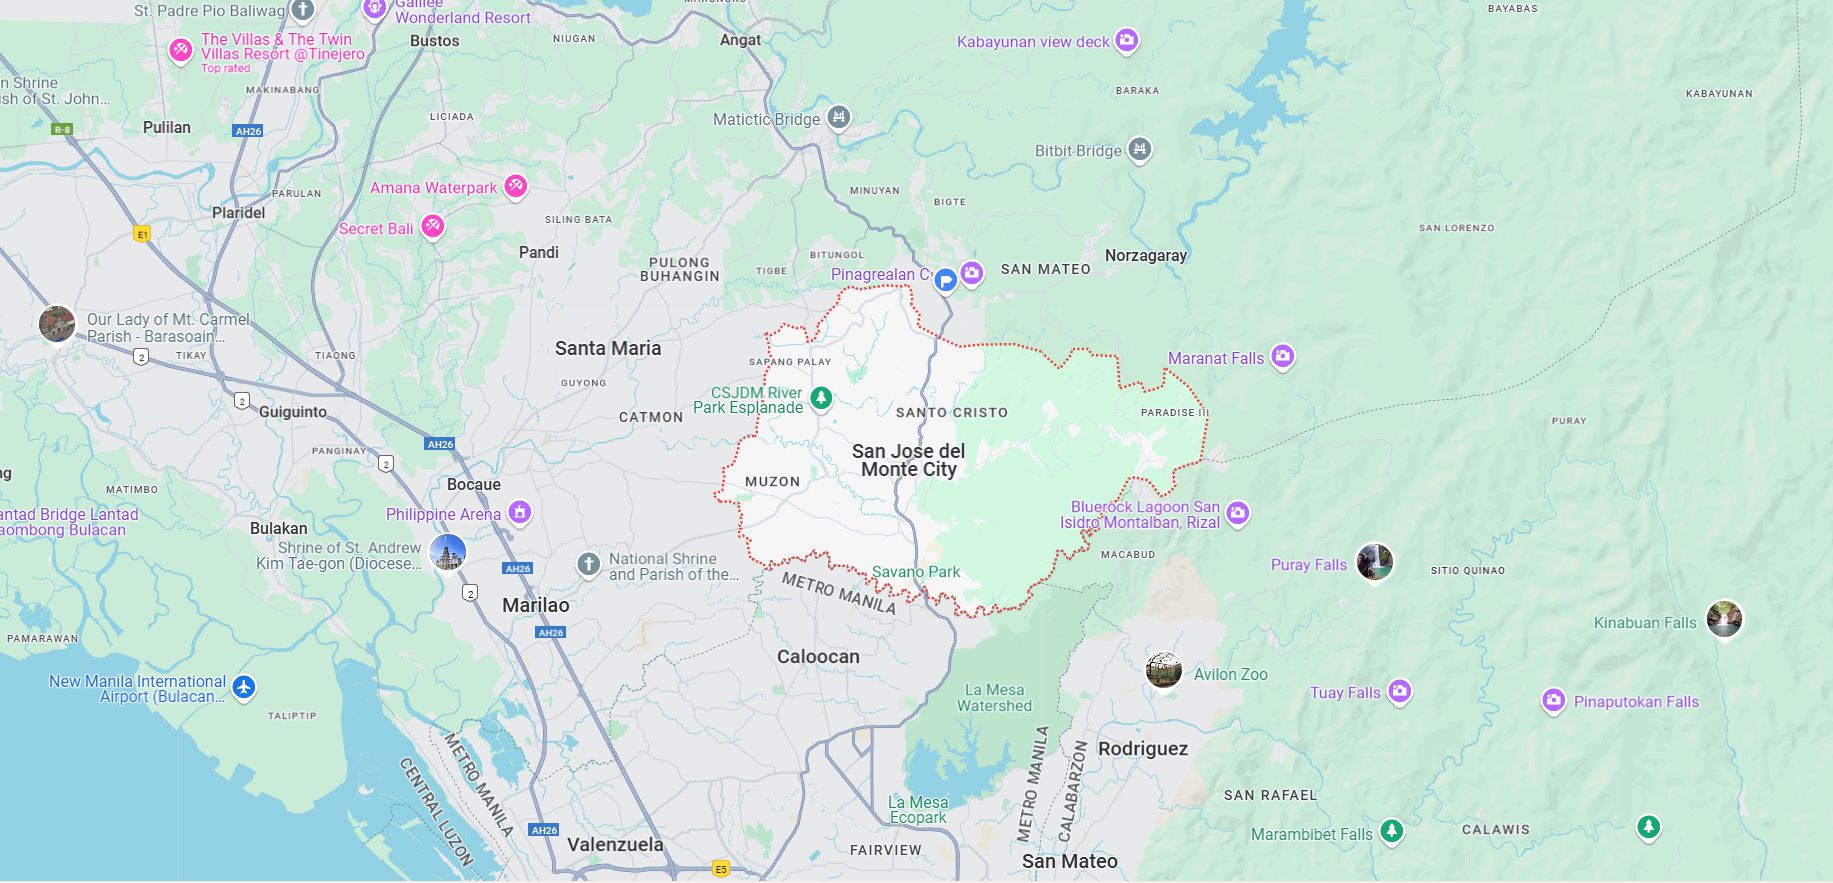 St. Padre Pio Baliwag
Galilee
Wonderland Resort
Bustos
NIUGAN
Angat
Kabayunan view deck
BAYABAS
The Villas & The Twin
Villas Resort @Tinejero
Top rated
n Shrine
ish of St. John...
MAKINABANG
LICIADA
BARAKA
KABAYUNAN
R-8
Pulilan
AH26
Matictic Bridge
Bitbit Bridge
PARULAN
Amana Waterpark
MINUYAN
BIGTE
Plaridel
SILING BATA
Secret Bali
E1
SAN LORENZO
Pandi
PULONG
BUHANGIN
TIGBE
BITUNGOL
Pinagrealan C
SAN MATEO
Norzagaray
Our Lady of Mt. Carmel
Parish - Barasoain...
2
TIKAY
TIAONG
Santa Maria
SAPANG PALAY
Maranat Falls
GUYONG
2
Guiguinto
CATMON
CSJDM River
Park Esplanade
SANTO CRISTO
PARADISE III
PURAY
AH26
PANGINAY
2
San Jose del
Monte City
ng
MATIMBO
Bocaue
MUZON
antad Bridge Lantad
aombong Bulacan
Bulakan
Philippine Arena
Bluerock Lagoon San
Isidro Montalban, Rizal
Shrine of St. Andrew
Kim Tae-gon (Diocese...
National Shrine
and Parish of the...
MACABUD
AH26
Savano Park
METRO MANILA
Puray Falls
SITIO QUINAO
2
Marilao
AH26
PAMARAWAN
Kinabuan Falls
Caloocan
New Manila International
Airport (Bulacan...
TALIPTIP
La Mesa
Watershed
Avilon Zoo
Tuay Falls
Pinaputokan Falls
METRO MANILA
CENTRAL LUZON
METRO MANILA
CALABARZON
Rodriguez
SAN RAFAEL
La Mesa
Ecopark
AH26
Valenzuela
FAIRVIEW
E5
San Mateo
Marambibet Falls
CALAWIS